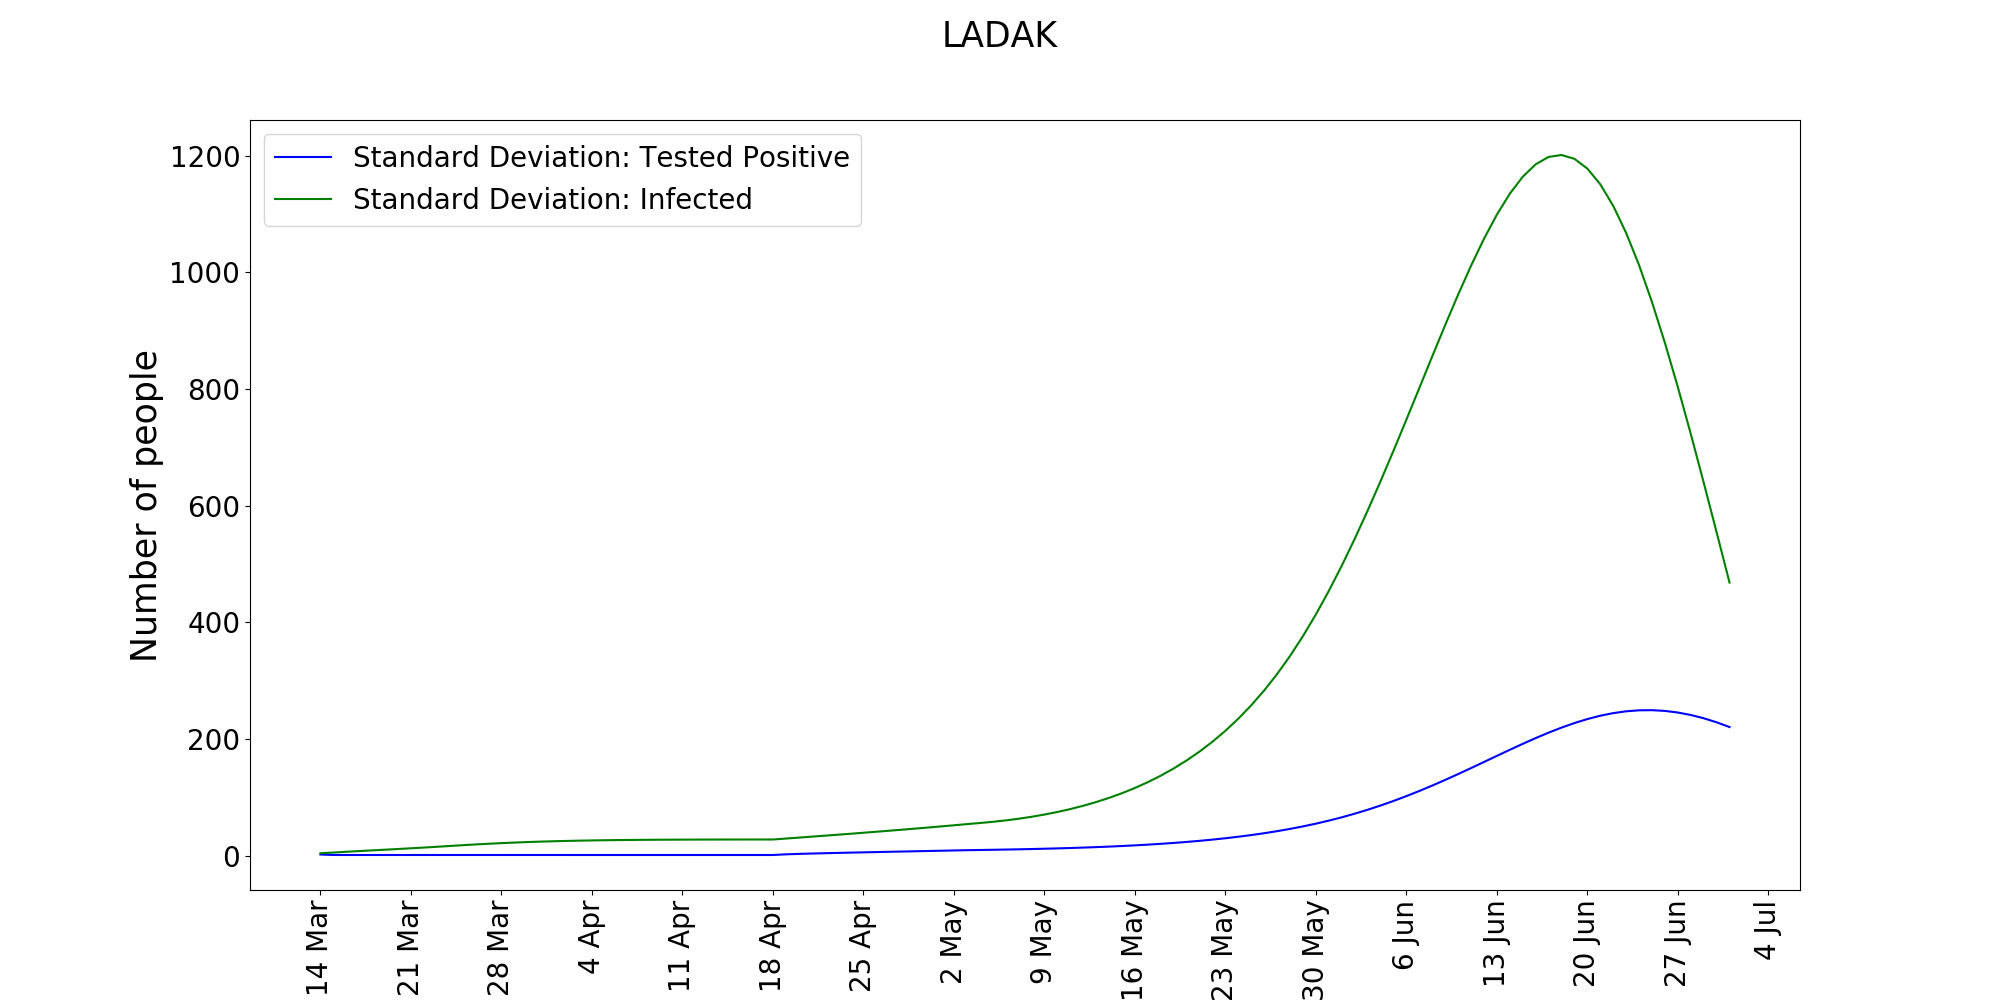 LADAK
Standard Deviation: Tested Positive
Standard Deviation: Infected
Number of people
1200
1000
800
600
400
200
0
14 Mar
21 Mar
28 Mar
4 Apr
11 Apr
18 Apr
25 Apr
2 May
9 May
16 May
23 May
30 May
6 Jun
13 Jun
20 Jun
27 Jun
4 Jul